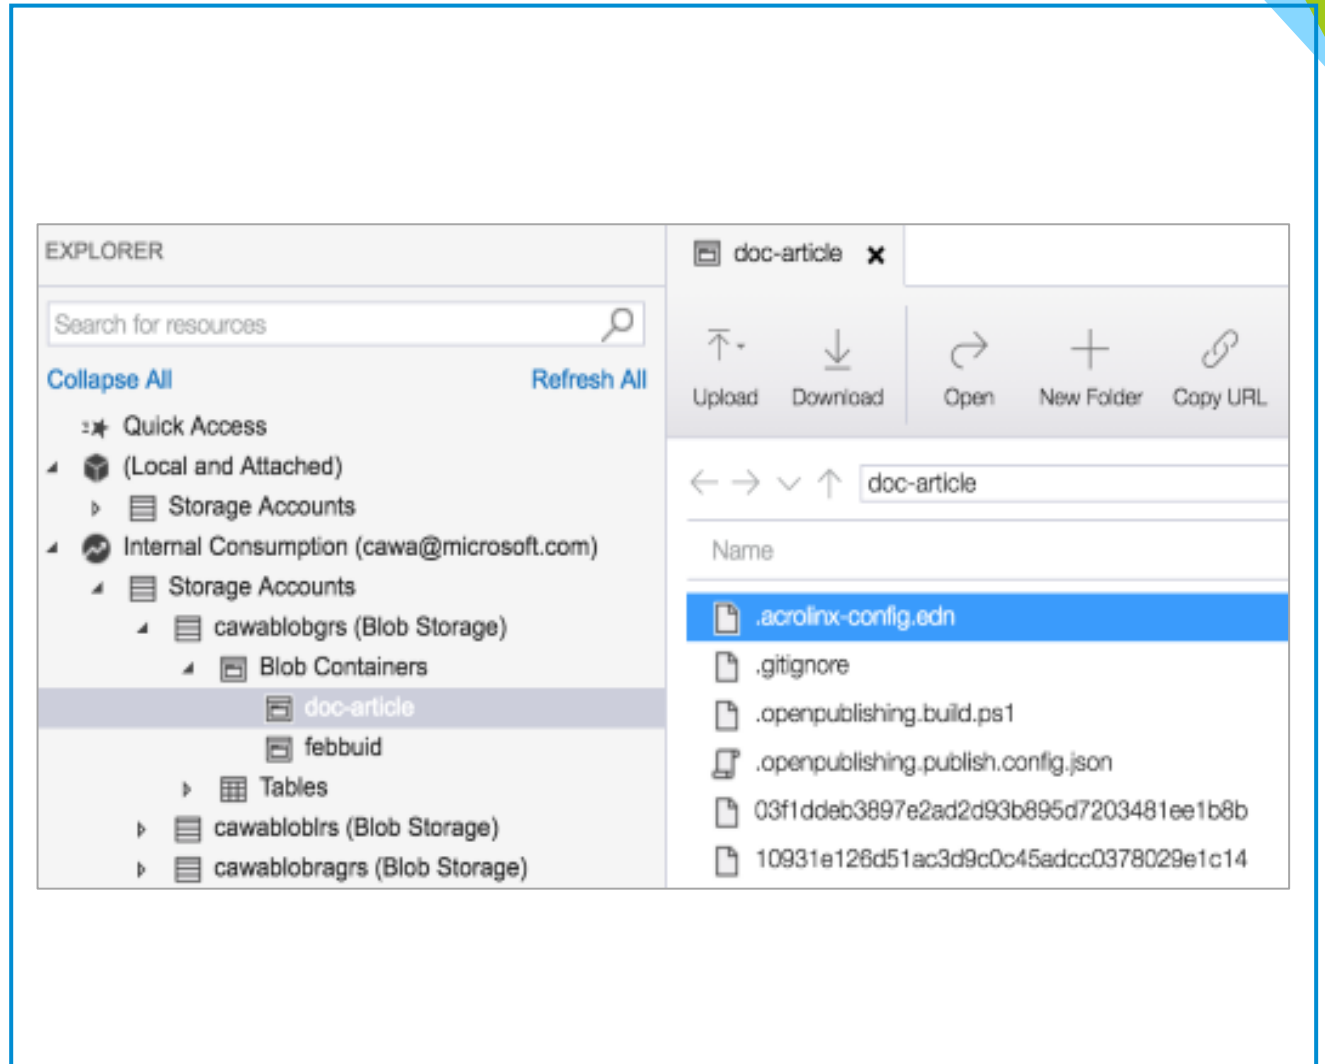 EXPLORER
Search for resources
Collapse All
Refresh All
Quick Access
(Local and Attached)
Storage Accounts
Internal Consumption (cawa@microsoft.com)
Storage Accounts
cawablobgrs (Blob Storage)
Blob Containers
doc-article
febbuid
Tables
cawabloblrs (Blob Storage)
cawablobragrs (Blob Storage)
doc-article
Upload
Download
Open
New Folder
Copy URL
doc-article
Name
.acrolinx-config.edn
.gitignore
.openpublishing.build.ps1
.openpublishing.publish.config.json
03f1ddeb3897e2ad2d93b895d7203481ee1b8b
10931e126d51ac3d9c0c45adcc0378029e1c14